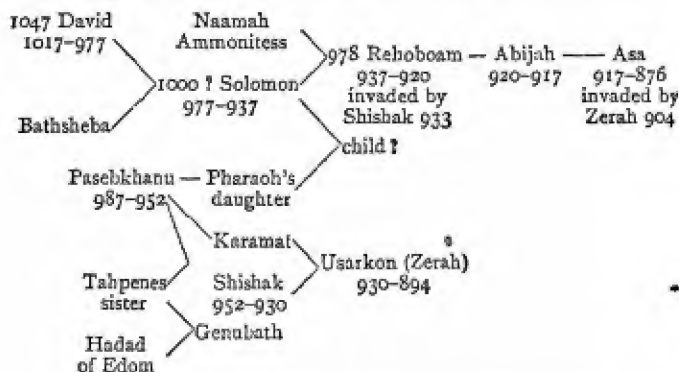 1047 David
1017–977
Naamah
Ammonitess
978 Rehoboam — Abijah —— Asa
937–920 920–917 917–876
invaded by invaded by
Shishak 933 Zerah 904
1000 ? Solomon
977–937
Bathsheba
child ?
Pasebkhanu — Pharaoh's
987–952 daughter
Karamat
Usarkon (Zerah)
930–894
Tahpenes
sister
Shishak
952–930
Genubath
Hadad
of Edom